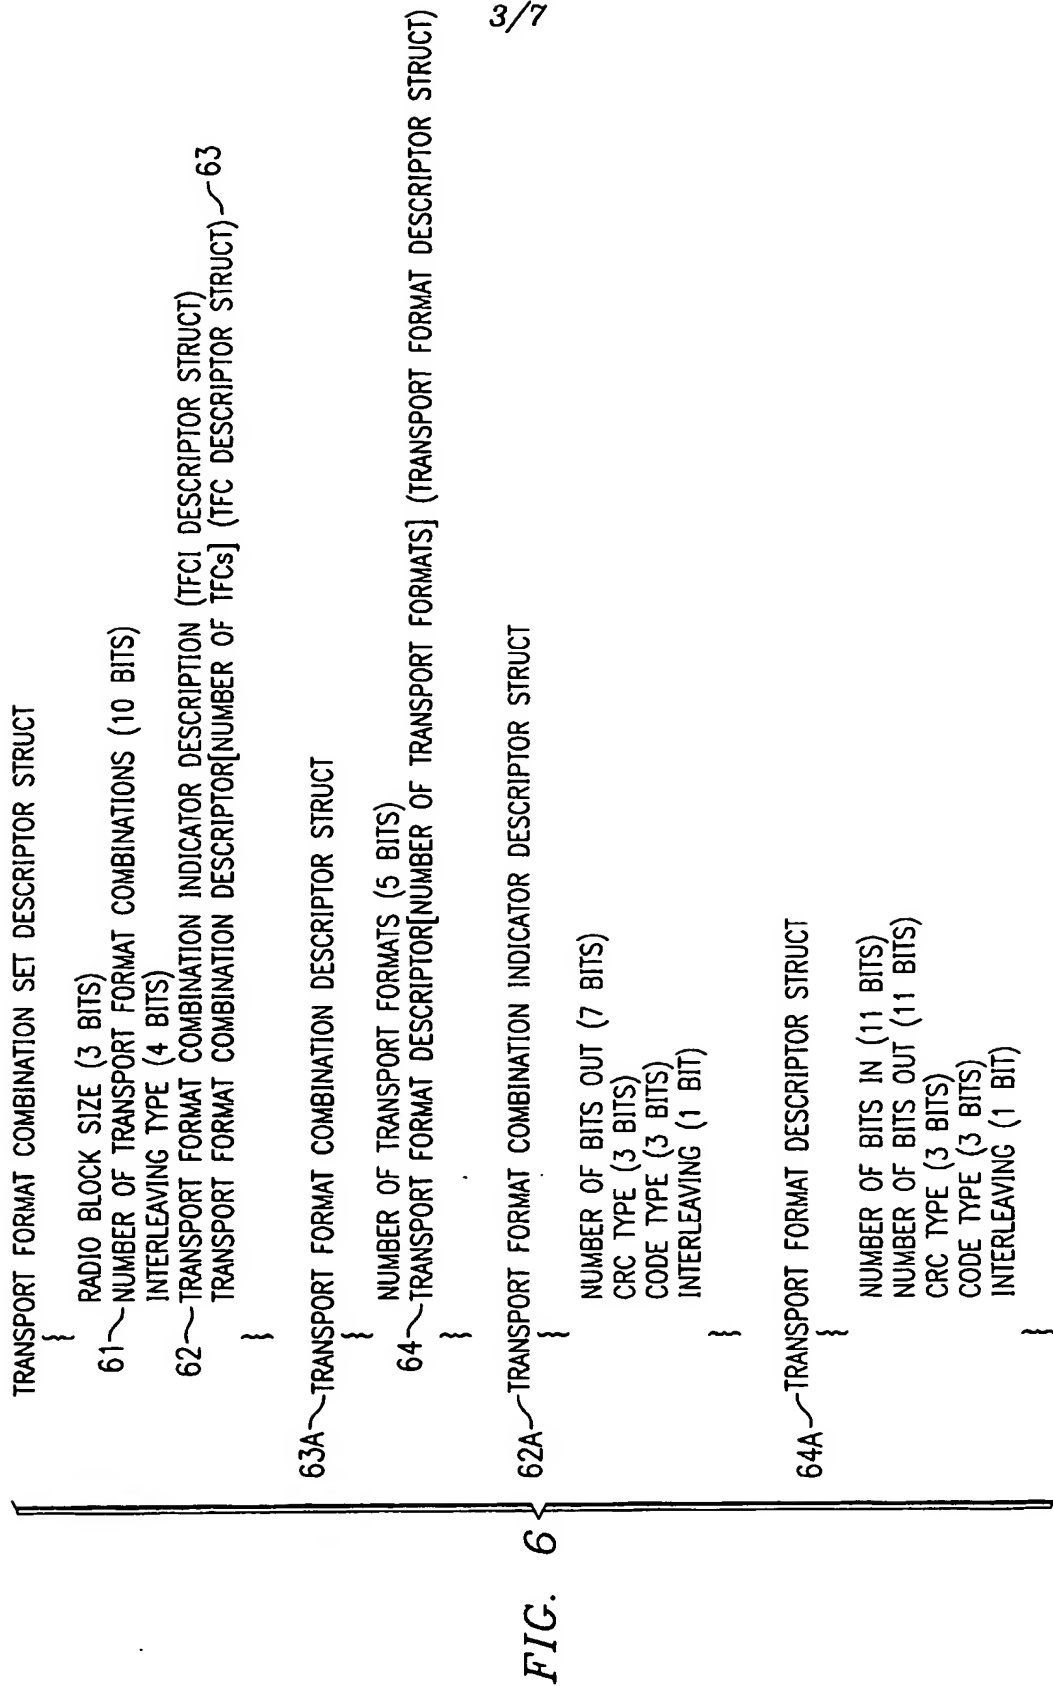 3/7
TRANSPORT FORMAT COMBINATION SET DESCRIPTOR STRUCT
{
RADIO BLOCK SIZE (3 BITS)
61 NUMBER OF TRANSPORT FORMAT COMBINATIONS (10 BITS)
INTERLEAVING TYPE (4 BITS)
62 TRANSPORT FORMAT COMBINATION INDICATOR DESCRIPTION (TFCI DESCRIPTOR STRUCT)
TRANSPORT FORMAT COMBINATION DESCRIPTOR[NUMBER OF TFCs] (TFC DESCRIPTOR STRUCT) 63
}
63A TRANSPORT FORMAT COMBINATION DESCRIPTOR STRUCT
{
NUMBER OF TRANSPORT FORMATS (5 BITS)
64 TRANSPORT FORMAT DESCRIPTOR[NUMBER OF TRANSPORT FORMATS] (TRANSPORT FORMAT DESCRIPTOR STRUCT)
}
62A TRANSPORT FORMAT COMBINATION INDICATOR DESCRIPTOR STRUCT
{
NUMBER OF BITS OUT (7 BITS)
CRC TYPE (3 BITS)
CODE TYPE (3 BITS)
INTERLEAVING (1 BIT)
}
64A TRANSPORT FORMAT DESCRIPTOR STRUCT
{
NUMBER OF BITS IN (11 BITS)
NUMBER OF BITS OUT (11 BITS)
CRC TYPE (3 BITS)
CODE TYPE (3 BITS)
INTERLEAVING (1 BIT)
}
FIG. 6